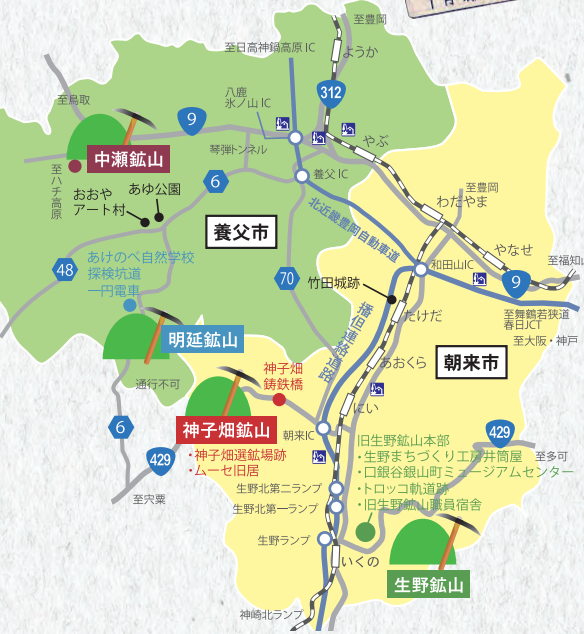 至豊岡
ようか
至日高神鍋高原 IC
312
八鹿
氷ノ山 IC
至鳥取
9
やぶ
中瀬鉱山
琴弾トンネル
至ハチ高原
6
養父 IC
至豊岡
おおや
アート村
あゆ公園
わだやま
養父市
北近畿豊岡自動車道
やなせ
至福知山
あけのべ自然学校
探検坑道
一円電車
48
70
和田山IC
9
竹田城跡
至舞鶴若狭道
春日JCT
至大阪・神戸
たけだ
播但連絡道路
明延鉱山
あおくら
朝来市
神子畑
鋳鉄橋
通行不可
にい
6
神子畑鉱山
朝来IC
429
旧生野鉱山本部
・生野まちづくり工房井筒屋
・口銀谷銀山町ミュージアムセンター
・トロッコ軌道跡
・旧生野鉱山職員宿舎
至多可
429
・神子畑選鉱場跡
・ムーセ旧居
至宍粟
生野北第二ランプ
生野北第一ランプ
生野ランプ
いくの
生野鉱山
神崎北ランプ